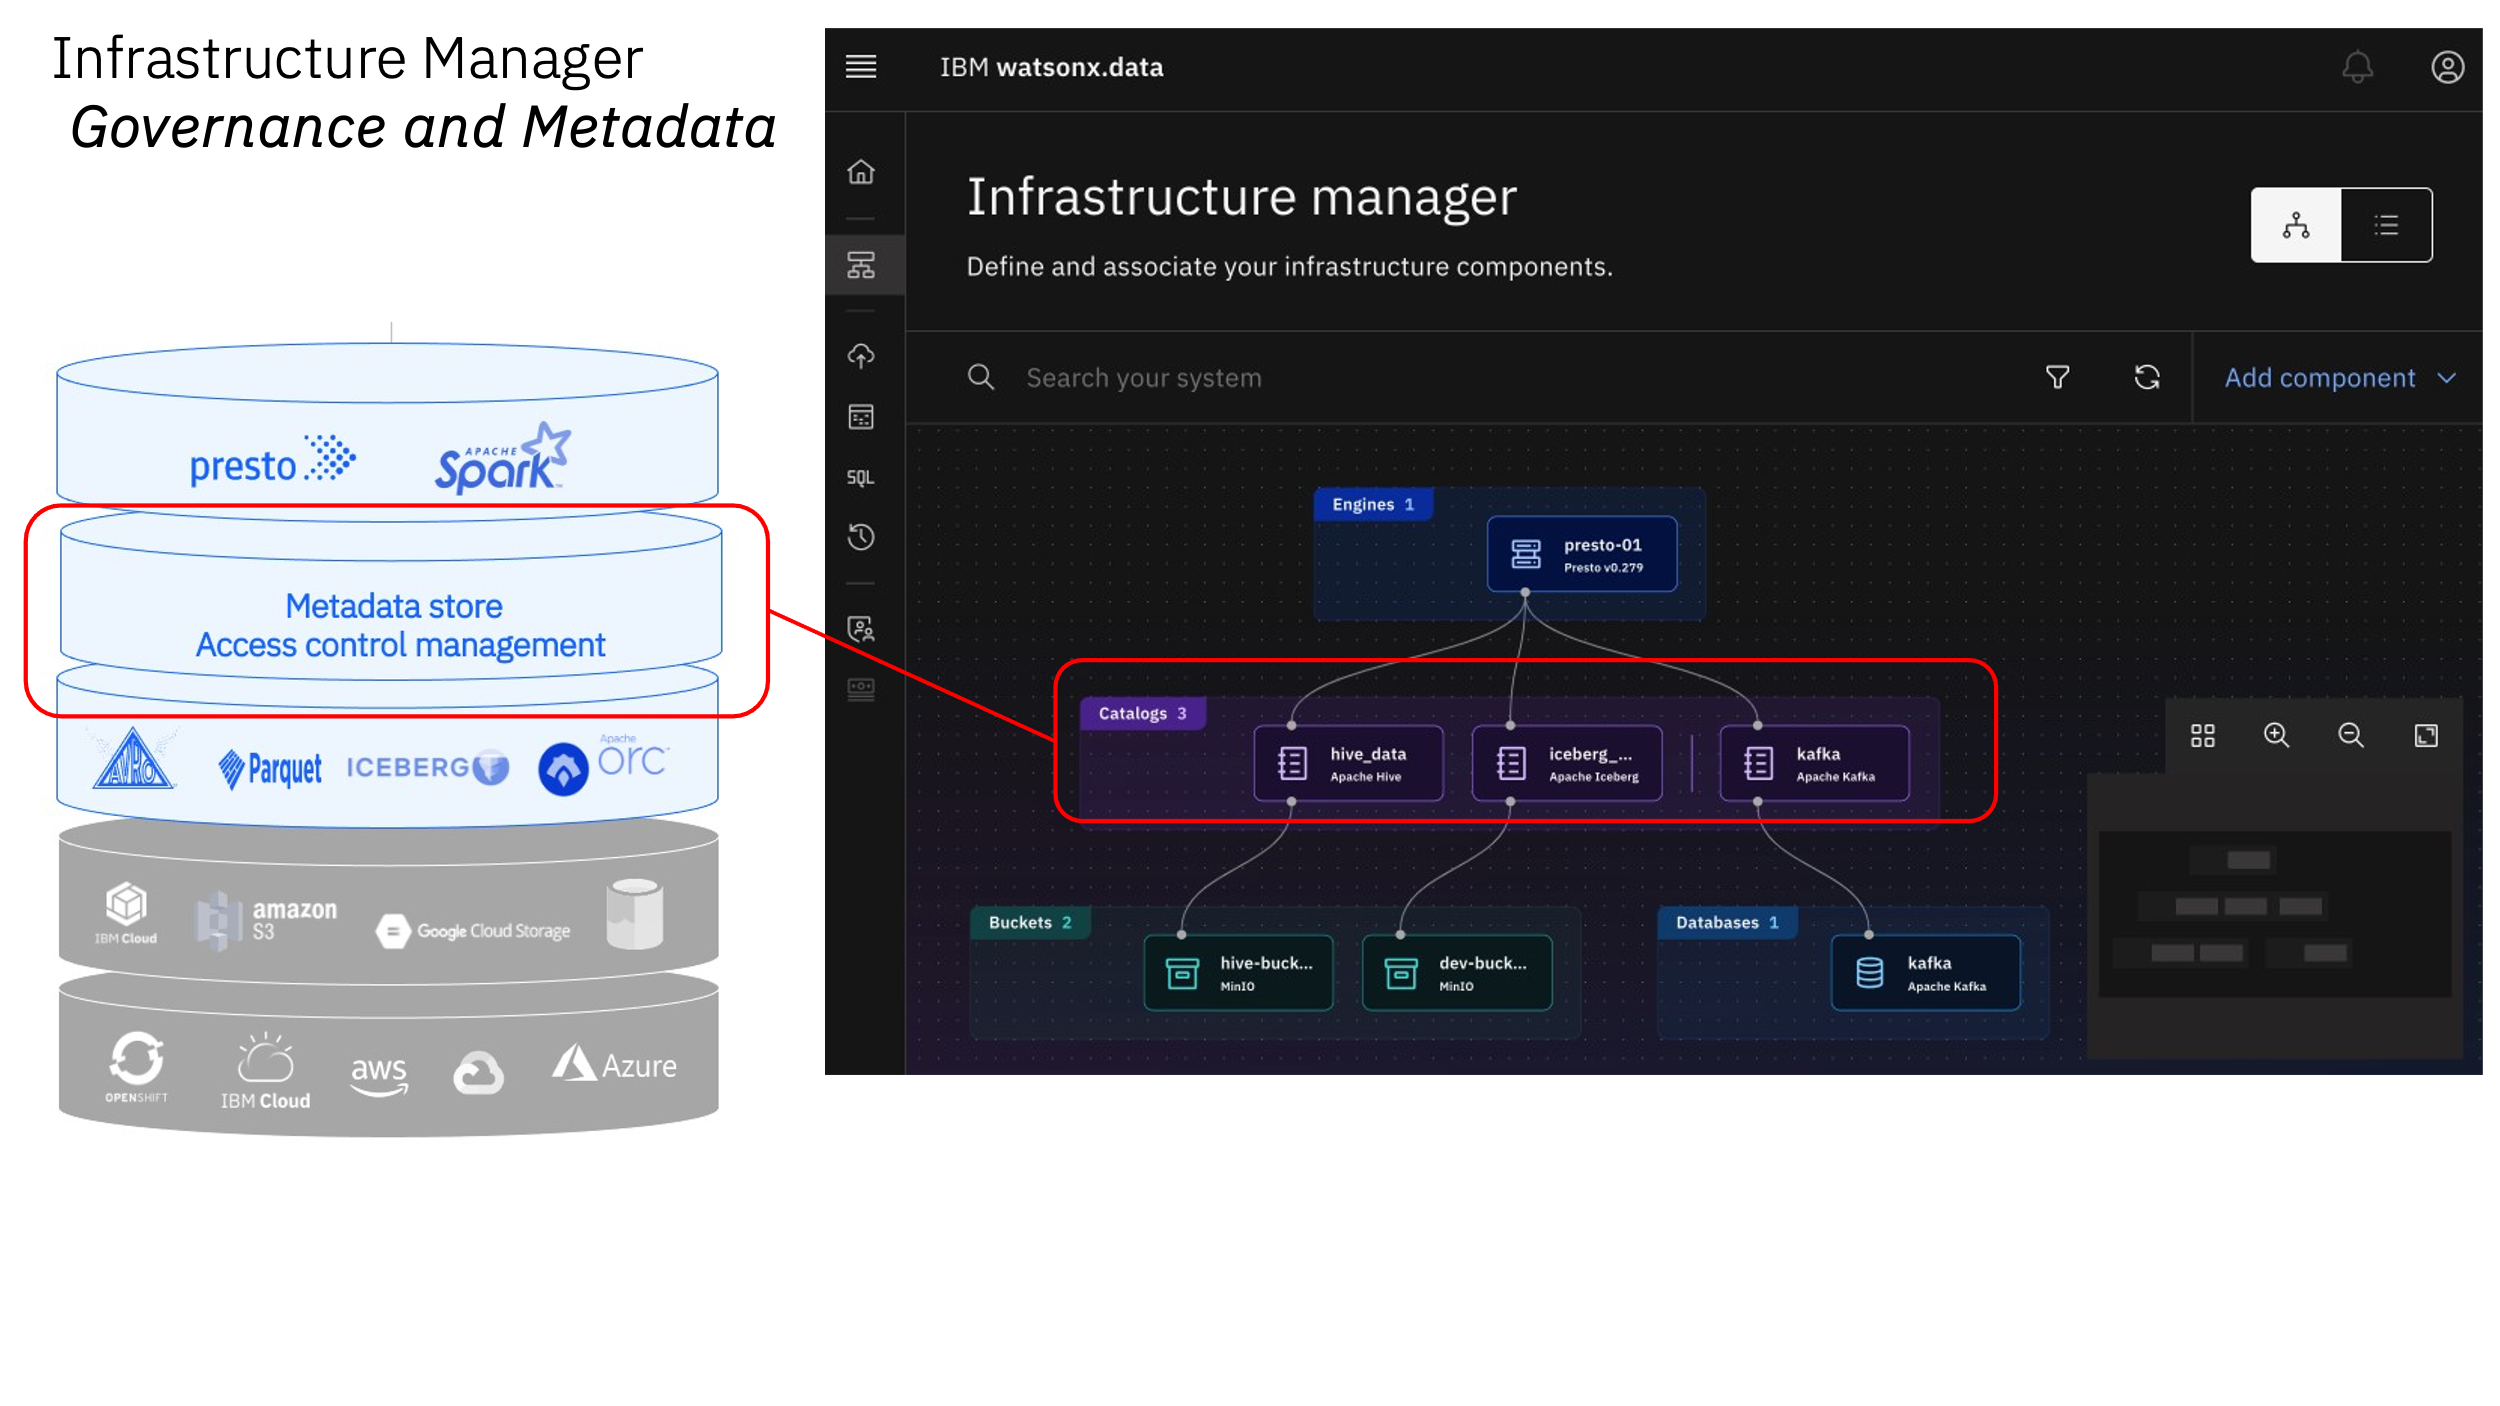 Infrastructure Manager
Governance and Metadata
presto
APACHE
Spark
Metadata store
Access control management
AVRO
Parquet
ICEBERG
Apache
orc
IBM Cloud
amazon
S3
Google Cloud Storage
OPENSHIFT
IBM Cloud
aws
Azure
IBM watsonx.data
Infrastructure manager
Define and associate your infrastructure components.
Search your system
Add component
SQL
Engines 1
presto-01
Presto v0.279
Catalogs 3
hive_data
Apache Hive
iceberg_...
Apache Iceberg
kafka
Apache Kafka
Buckets 2
hive-buck...
MinIO
dev-buck...
MinIO
Databases 1
kafka
Apache Kafka